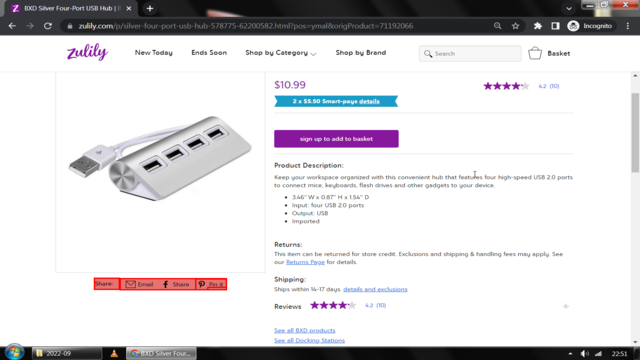 BXD Silver Four-Port USB Hub | B
zulily.com/p/silver-four-port-usb-hub-578775-62200582.html?pos=ymal&origProduct=71192066
Incognito
zulily
New Today
Ends Soon
Shop by Category
Shop by Brand
Search
Basket
$10.99
4.2 (10)
2 x $5.50 Smart-pays details
sign up to add to basket
Product Description:
Keep your workspace organized with this convenient hub that features four high-speed USB 2.0 ports
to connect mice, keyboards, flash drives and other gadgets to your device.
• 3.46" W x 0.87" H x 1.54" D
• Input: four USB 2.0 ports
• Output: USB
• Imported
Returns:
This item can be returned for store credit. Exclusions and shipping & handling fees may apply. See
our Returns Page for details.
Share:
Email
Share
Pin it
Shipping:
Ships within 14-17 days. details and exclusions
Reviews
4.2 (10)
See all BXD products
See all Docking Stations
2022-09
BXD Silver Four-...
22:51